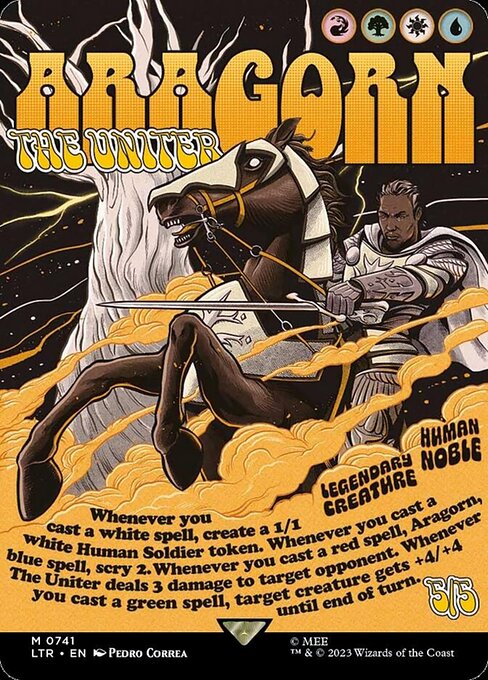 ARAGORN
THE UNITER
LEGENDARY HUMAN
CREATURE NOBLE
Whenever you
cast a white spell, create a 1/1
white Human Soldier token. Whenever you cast a
blue spell, scry 2. Whenever you cast a red spell, Aragorn,
The Uniter deals 3 damage to target opponent. Whenever
you cast a green spell, target creature gets +4/+4
until end of turn.
5/5
M 0741
LTR • EN Pedro Correa
© MEE
™ & © 2023 Wizards of the Coast